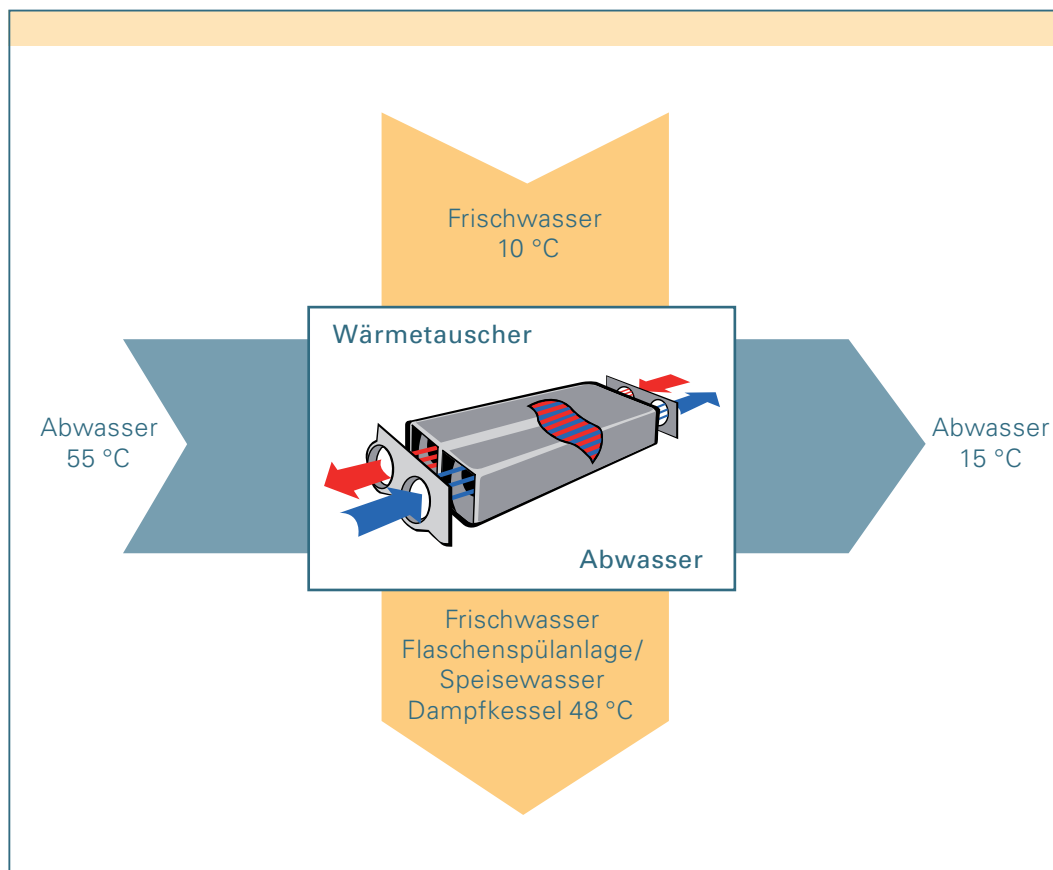 Frischwasser
10 °C
Wärmetauscher
Abwasser
55 °C
Abwasser
15 °C
Abwasser
Frischwasser
Flaschenspülanlage/
Speisewasser
Dampfkessel 48 °C